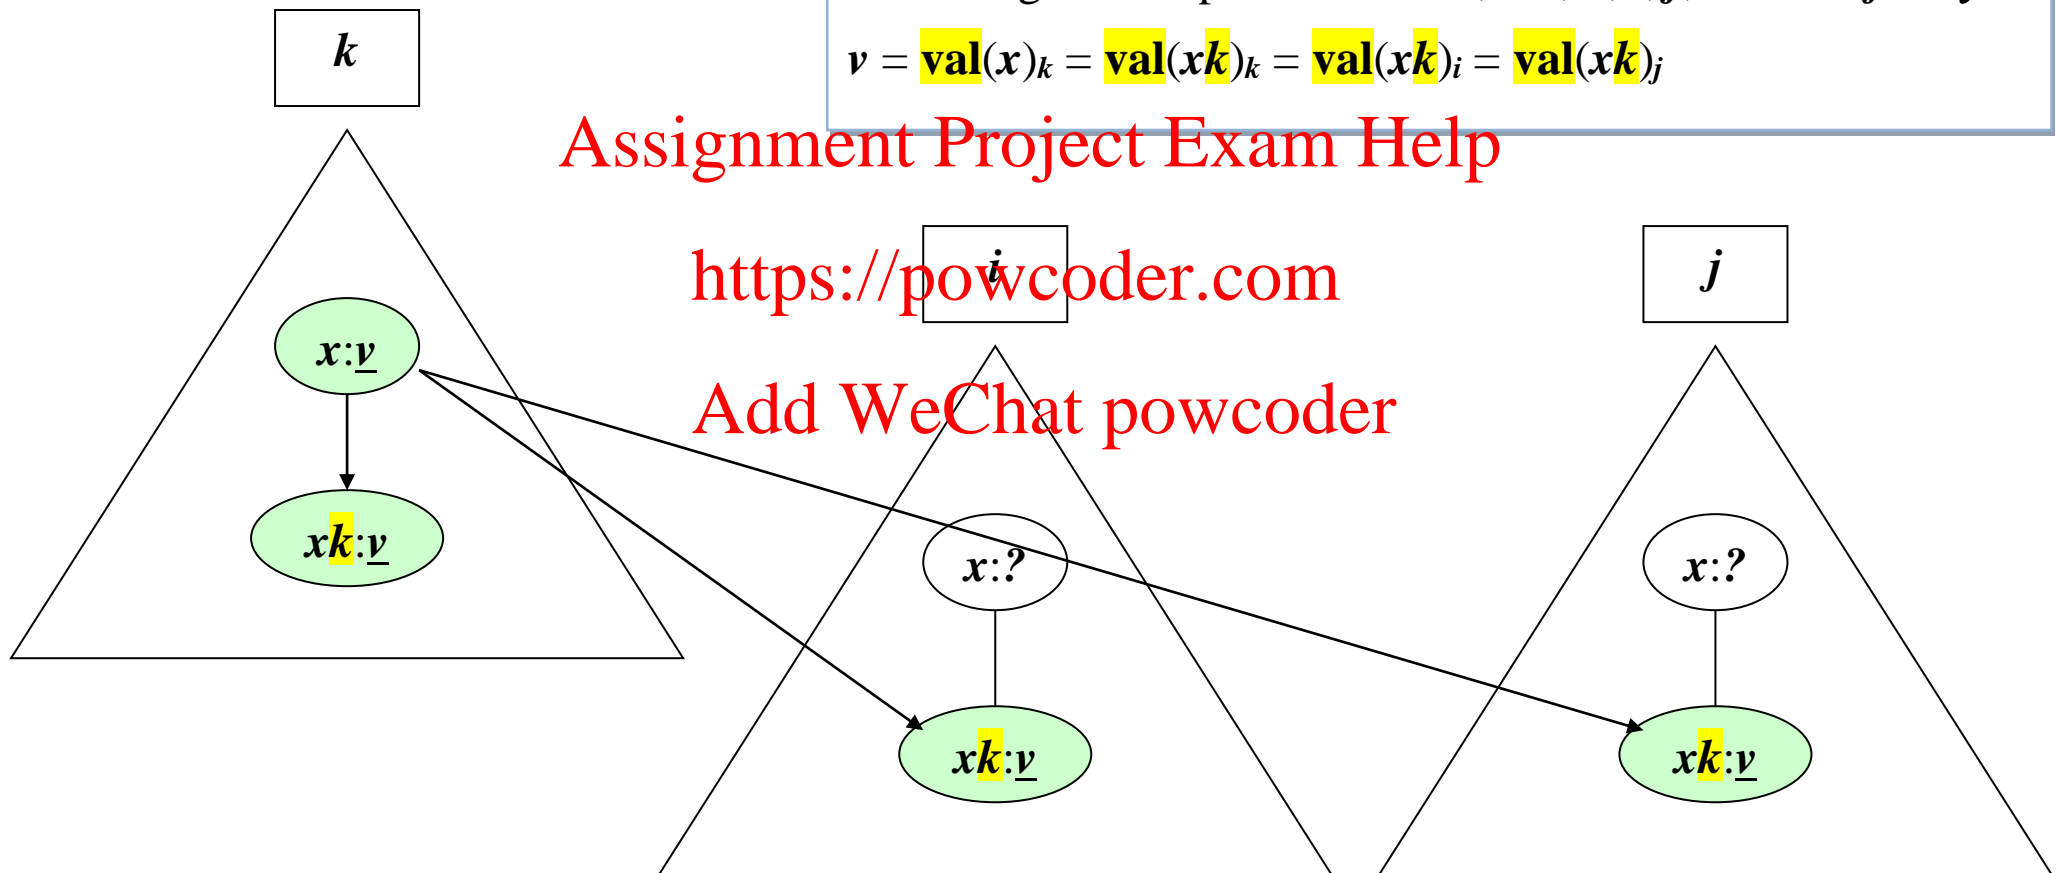 k
v = val(x)k = val(xk)k = val(xk)i = val(xk)j
Assignment Project Exam Help
i
j
https://powcoder.com
x:v
Add WeChat powcoder
xk:v
x:?
x:?
xk:v
xk:v